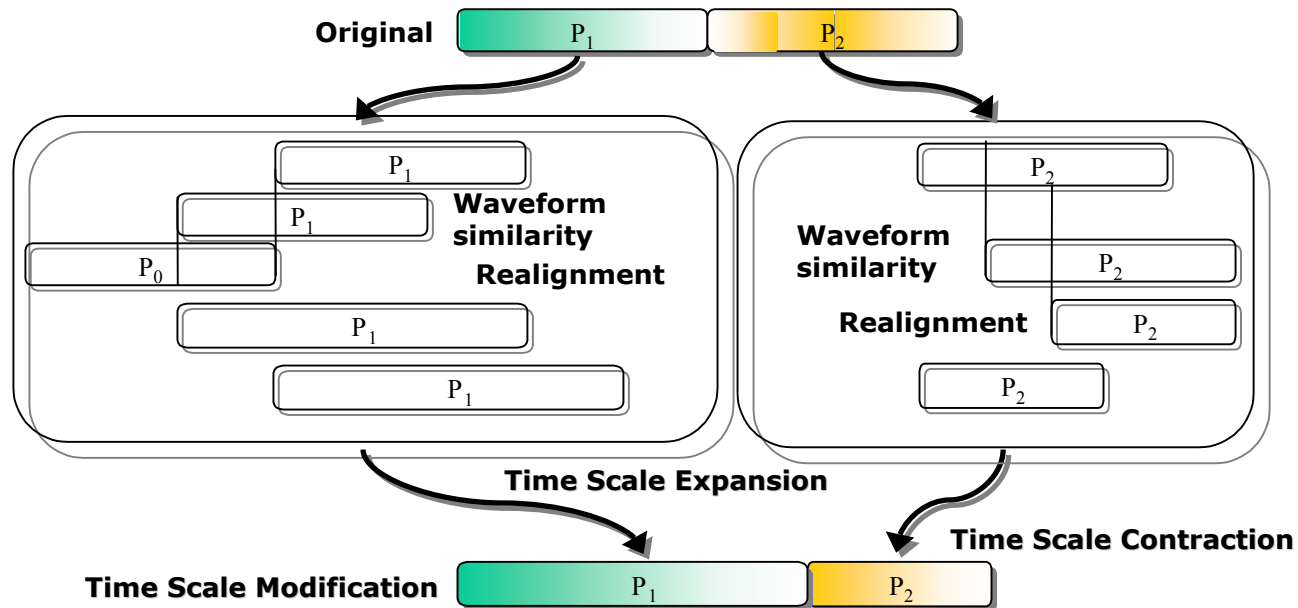 Original
P₁
P₂
P₁
P₁
Waveform
similarity
P₀
Realignment
P₁
P₁
P₂
Waveform
similarity
P₂
Realignment
P₂
P₂
Time Scale Expansion
Time Scale Contraction
Time Scale Modification
P₁
P₂